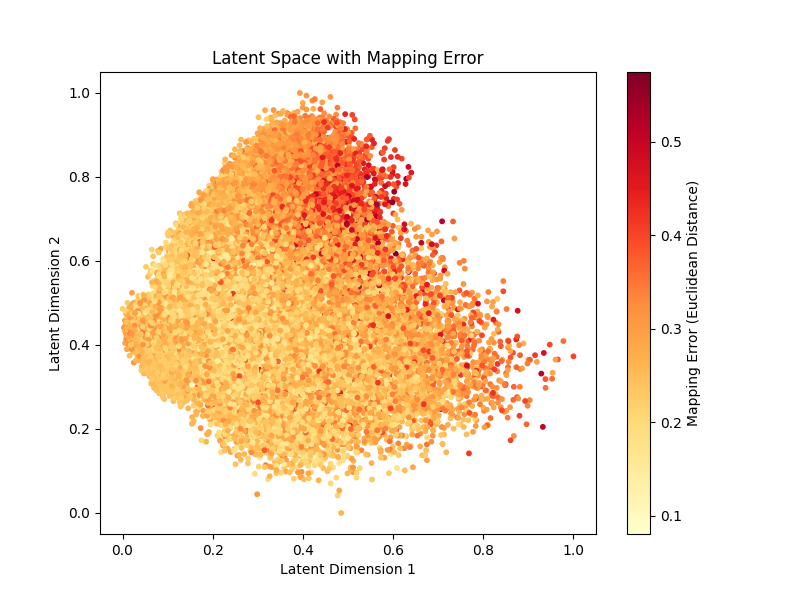 Latent Space with Mapping Error
1.0
0.8
0.6
0.4
0.2
0.0
Latent Dimension 2
0.0 0.2 0.4 0.6 0.8 1.0
Latent Dimension 1
0.5
0.4
0.3
0.2
0.1
Mapping Error (Euclidean Distance)